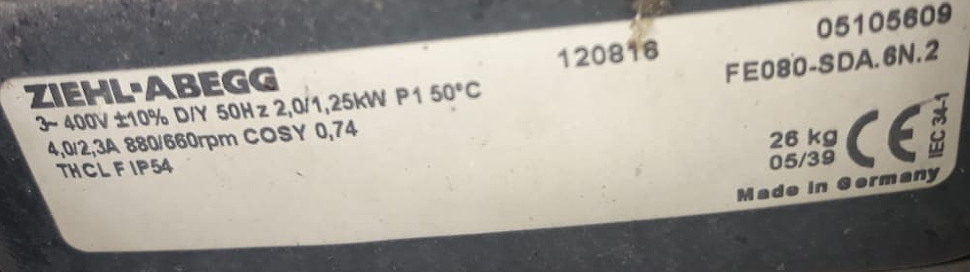 ZIEHL-ABEGG
3~ 400V ±10% D/Y 50Hz 2,0/1,25kW P1 50°C
4,0/2,3A 880/660rpm COSY 0,74
THCL F IP54
120816
05105609
FE080-SDA.6N.2
26 kg
05/39
CE
IEC 34-1
Made in Germany